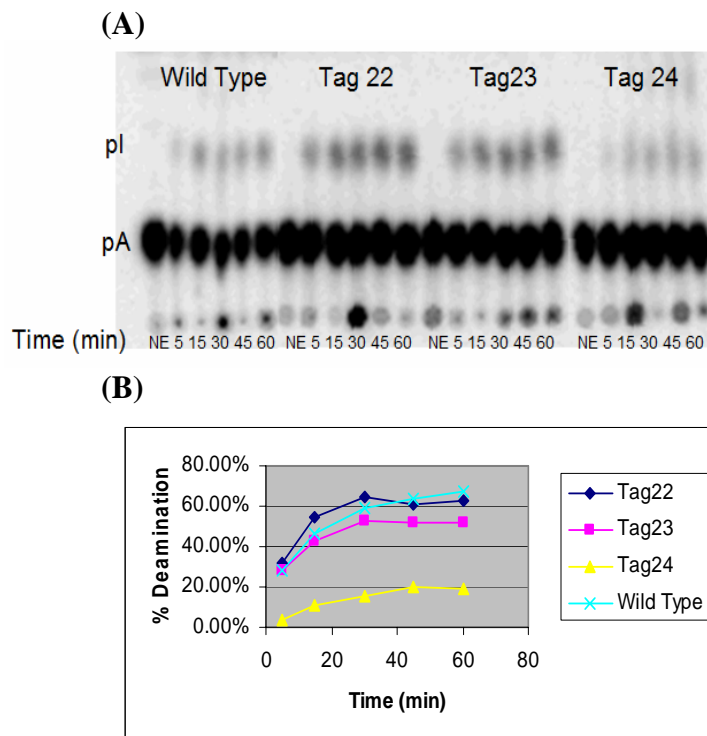 (A)
Wild Type Tag 22 Tag23 Tag 24
pI
pA
Time (min) NE 5 15 30 45 60 NE 5 15 30 45 60 NE 5 15 30 45 60 NE 5 15 30 45 60
(B)
80.00%
60.00%
40.00%
20.00%
0.00%
% Deamination
0 20 40 60 80
Time (min)
Tag22
Tag23
Tag24
Wild Type